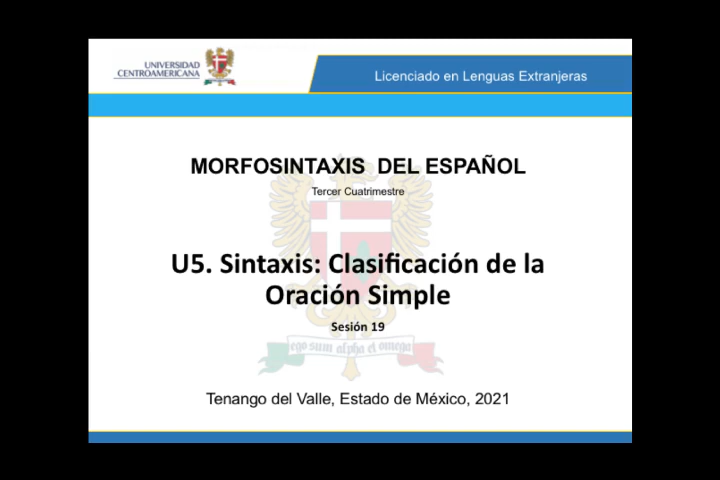 UNIVERSIDAD
CENTROAMERICANA
Licenciado en Lenguas Extranjeras
MORFOSINTAXIS DEL ESPAÑOL
Tercer Cuatrimestre
U5. Sintaxis: Clasificación de la
Oración Simple
Sesión 19
ego sum alpha et omega
Tenango del Valle, Estado de México, 2021